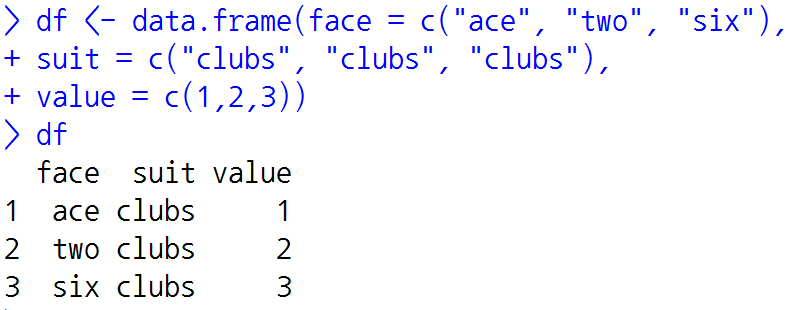 > df <- data.frame(face = c("ace", "two", "six"),
+ suit = c("clubs", "clubs", "clubs"),
+ value = c(1,2,3))
> df
  face  suit value
1  ace clubs     1
2  two clubs     2
3  six clubs     3